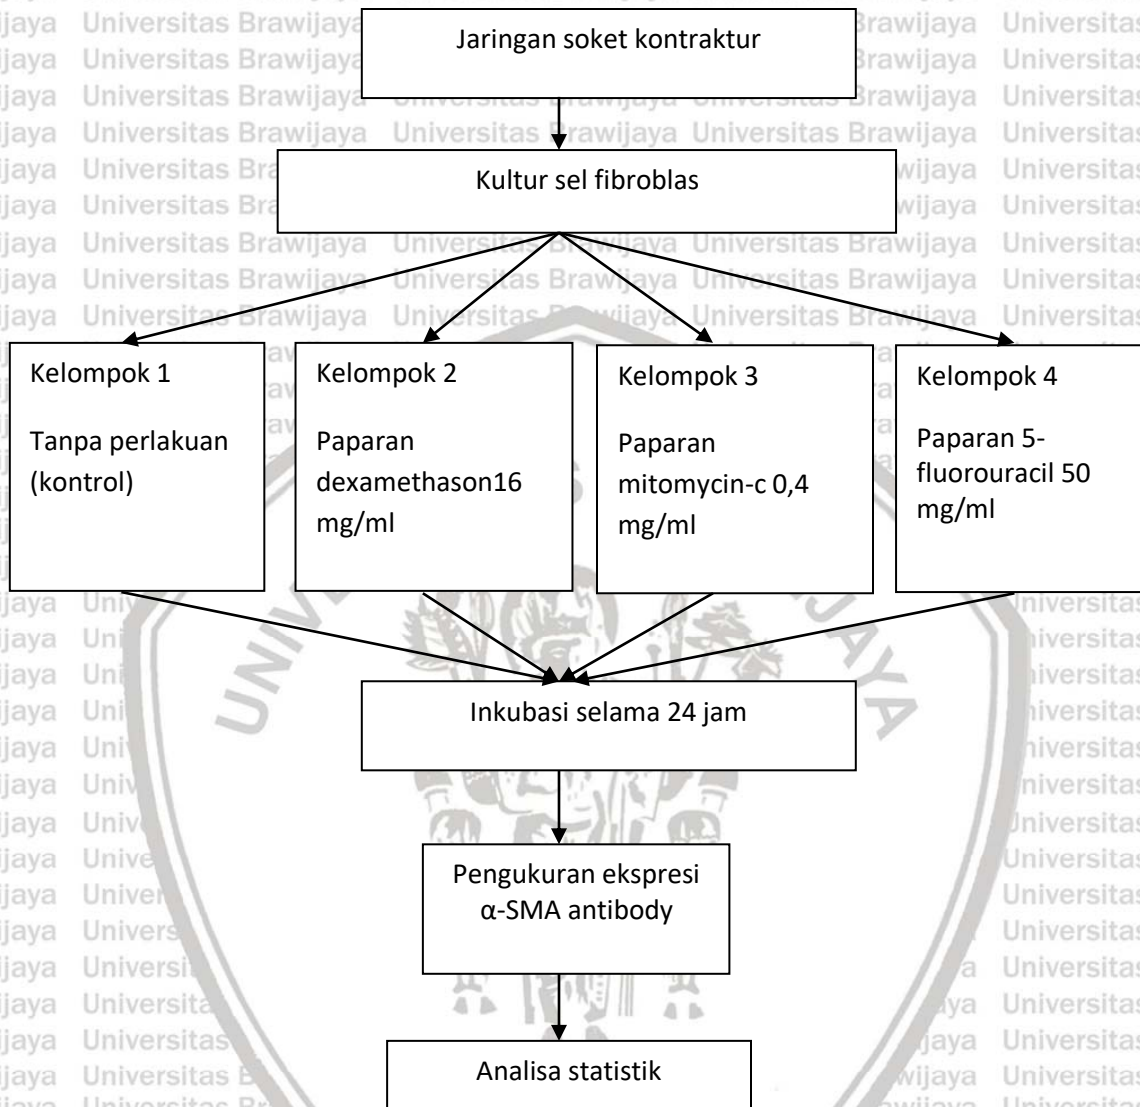 Jaringan soket kontraktur
Kultur sel fibroblas
Kelompok 1
Tanpa perlakuan
(kontrol)
Kelompok 2
Paparan
dexamethason16
mg/ml
Kelompok 3
Paparan
mitomycin-c 0,4
mg/ml
Kelompok 4
Paparan 5-
fluorouracil 50
mg/ml
Inkubasi selama 24 jam
Pengukuran ekspresi
α-SMA antibody
Analisa statistik
Universitas Brawijaya